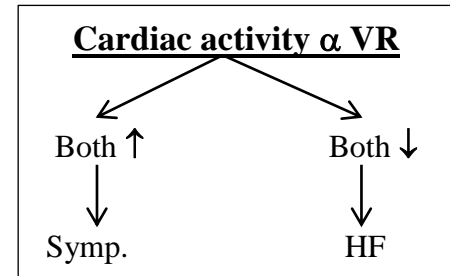 Cardiac activity α VR
Both ↑ Both ↓
Symp. HF